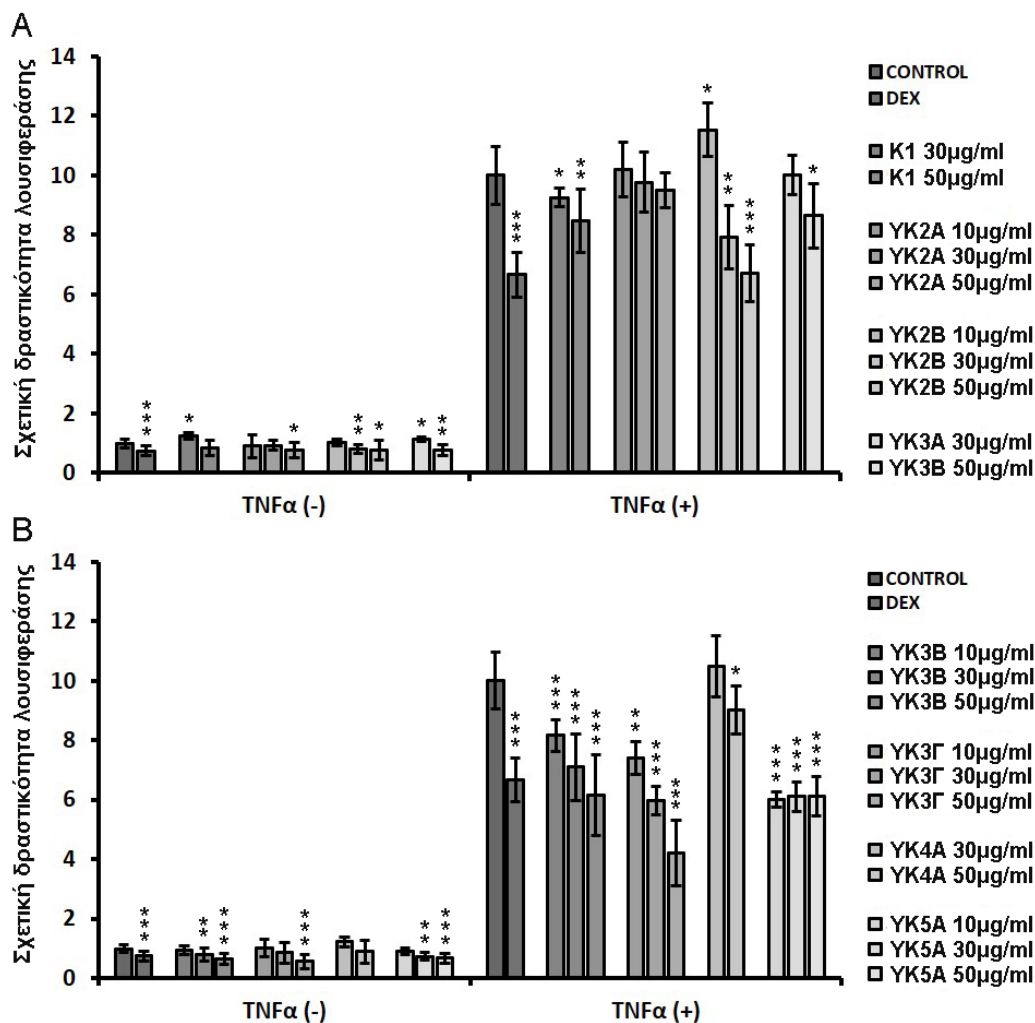 A
Σχετική δραστικότητα λουσιφεράσης
14
12
10
8
6
4
2
0
***
*
*
**
*
*
**
***
*
**
*
**
***
*
TNFα (-)
TNFα (+)
CONTROL
DEX
K1 30μg/ml
K1 50μg/ml
YK2A 10μg/ml
YK2A 30μg/ml
YK2A 50μg/ml
YK2B 10μg/ml
YK2B 30μg/ml
YK2B 50μg/ml
YK3A 30μg/ml
YK3B 50μg/ml
B
Σχετική δραστικότητα λουσιφεράσης
14
12
10
8
6
4
2
0
***
**
***
***
**
***
***
***
***
***
**
***
***
*
***
***
***
TNFα (-)
TNFα (+)
CONTROL
DEX
YK3B 10μg/ml
YK3B 30μg/ml
YK3B 50μg/ml
YK3Γ 10μg/ml
YK3Γ 30μg/ml
YK3Γ 50μg/ml
YK4A 30μg/ml
YK4A 50μg/ml
YK5A 10μg/ml
YK5A 30μg/ml
YK5A 50μg/ml